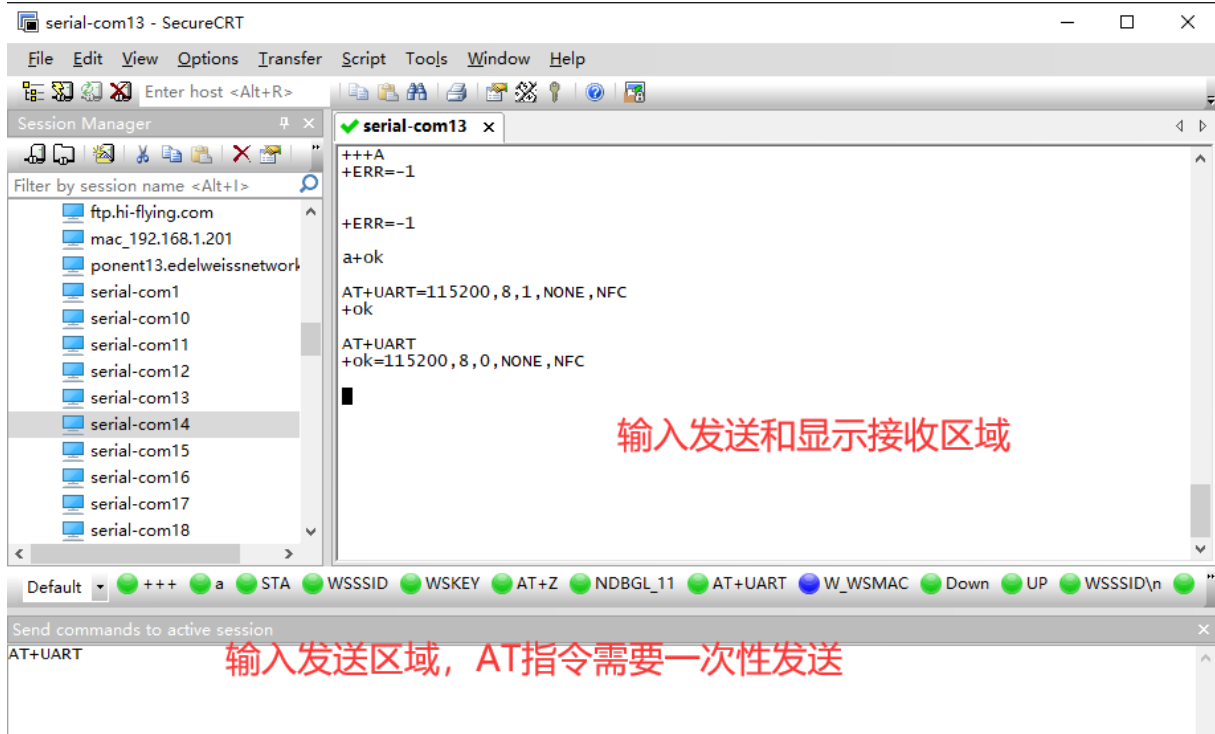 serial-com13 - SecureCRT
File Edit View Options Transfer Script Tools Window Help
Enter host <Alt+R>
Session Manager
serial-com13
Filter by session name <Alt+I>
ftp.hi-flying.com
mac_192.168.1.201
ponent13.edelweissnetwork
serial-com1
serial-com10
serial-com11
serial-com12
serial-com13
serial-com14
serial-com15
serial-com16
serial-com17
serial-com18
+++A
+ERR=-1
+ERR=-1
a+ok
AT+UART=115200,8,1,NONE,NFC
+ok
AT+UART
+ok=115200,8,0,NONE,NFC
输入发送和显示接收区域
Default +++ a STA WSSSID WSKEY AT+Z NDBGL_11 AT+UART W_WSMAC Down UP WSSSID\n
Send commands to active session
AT+UART
输入发送区域，AT指令需要一次性发送